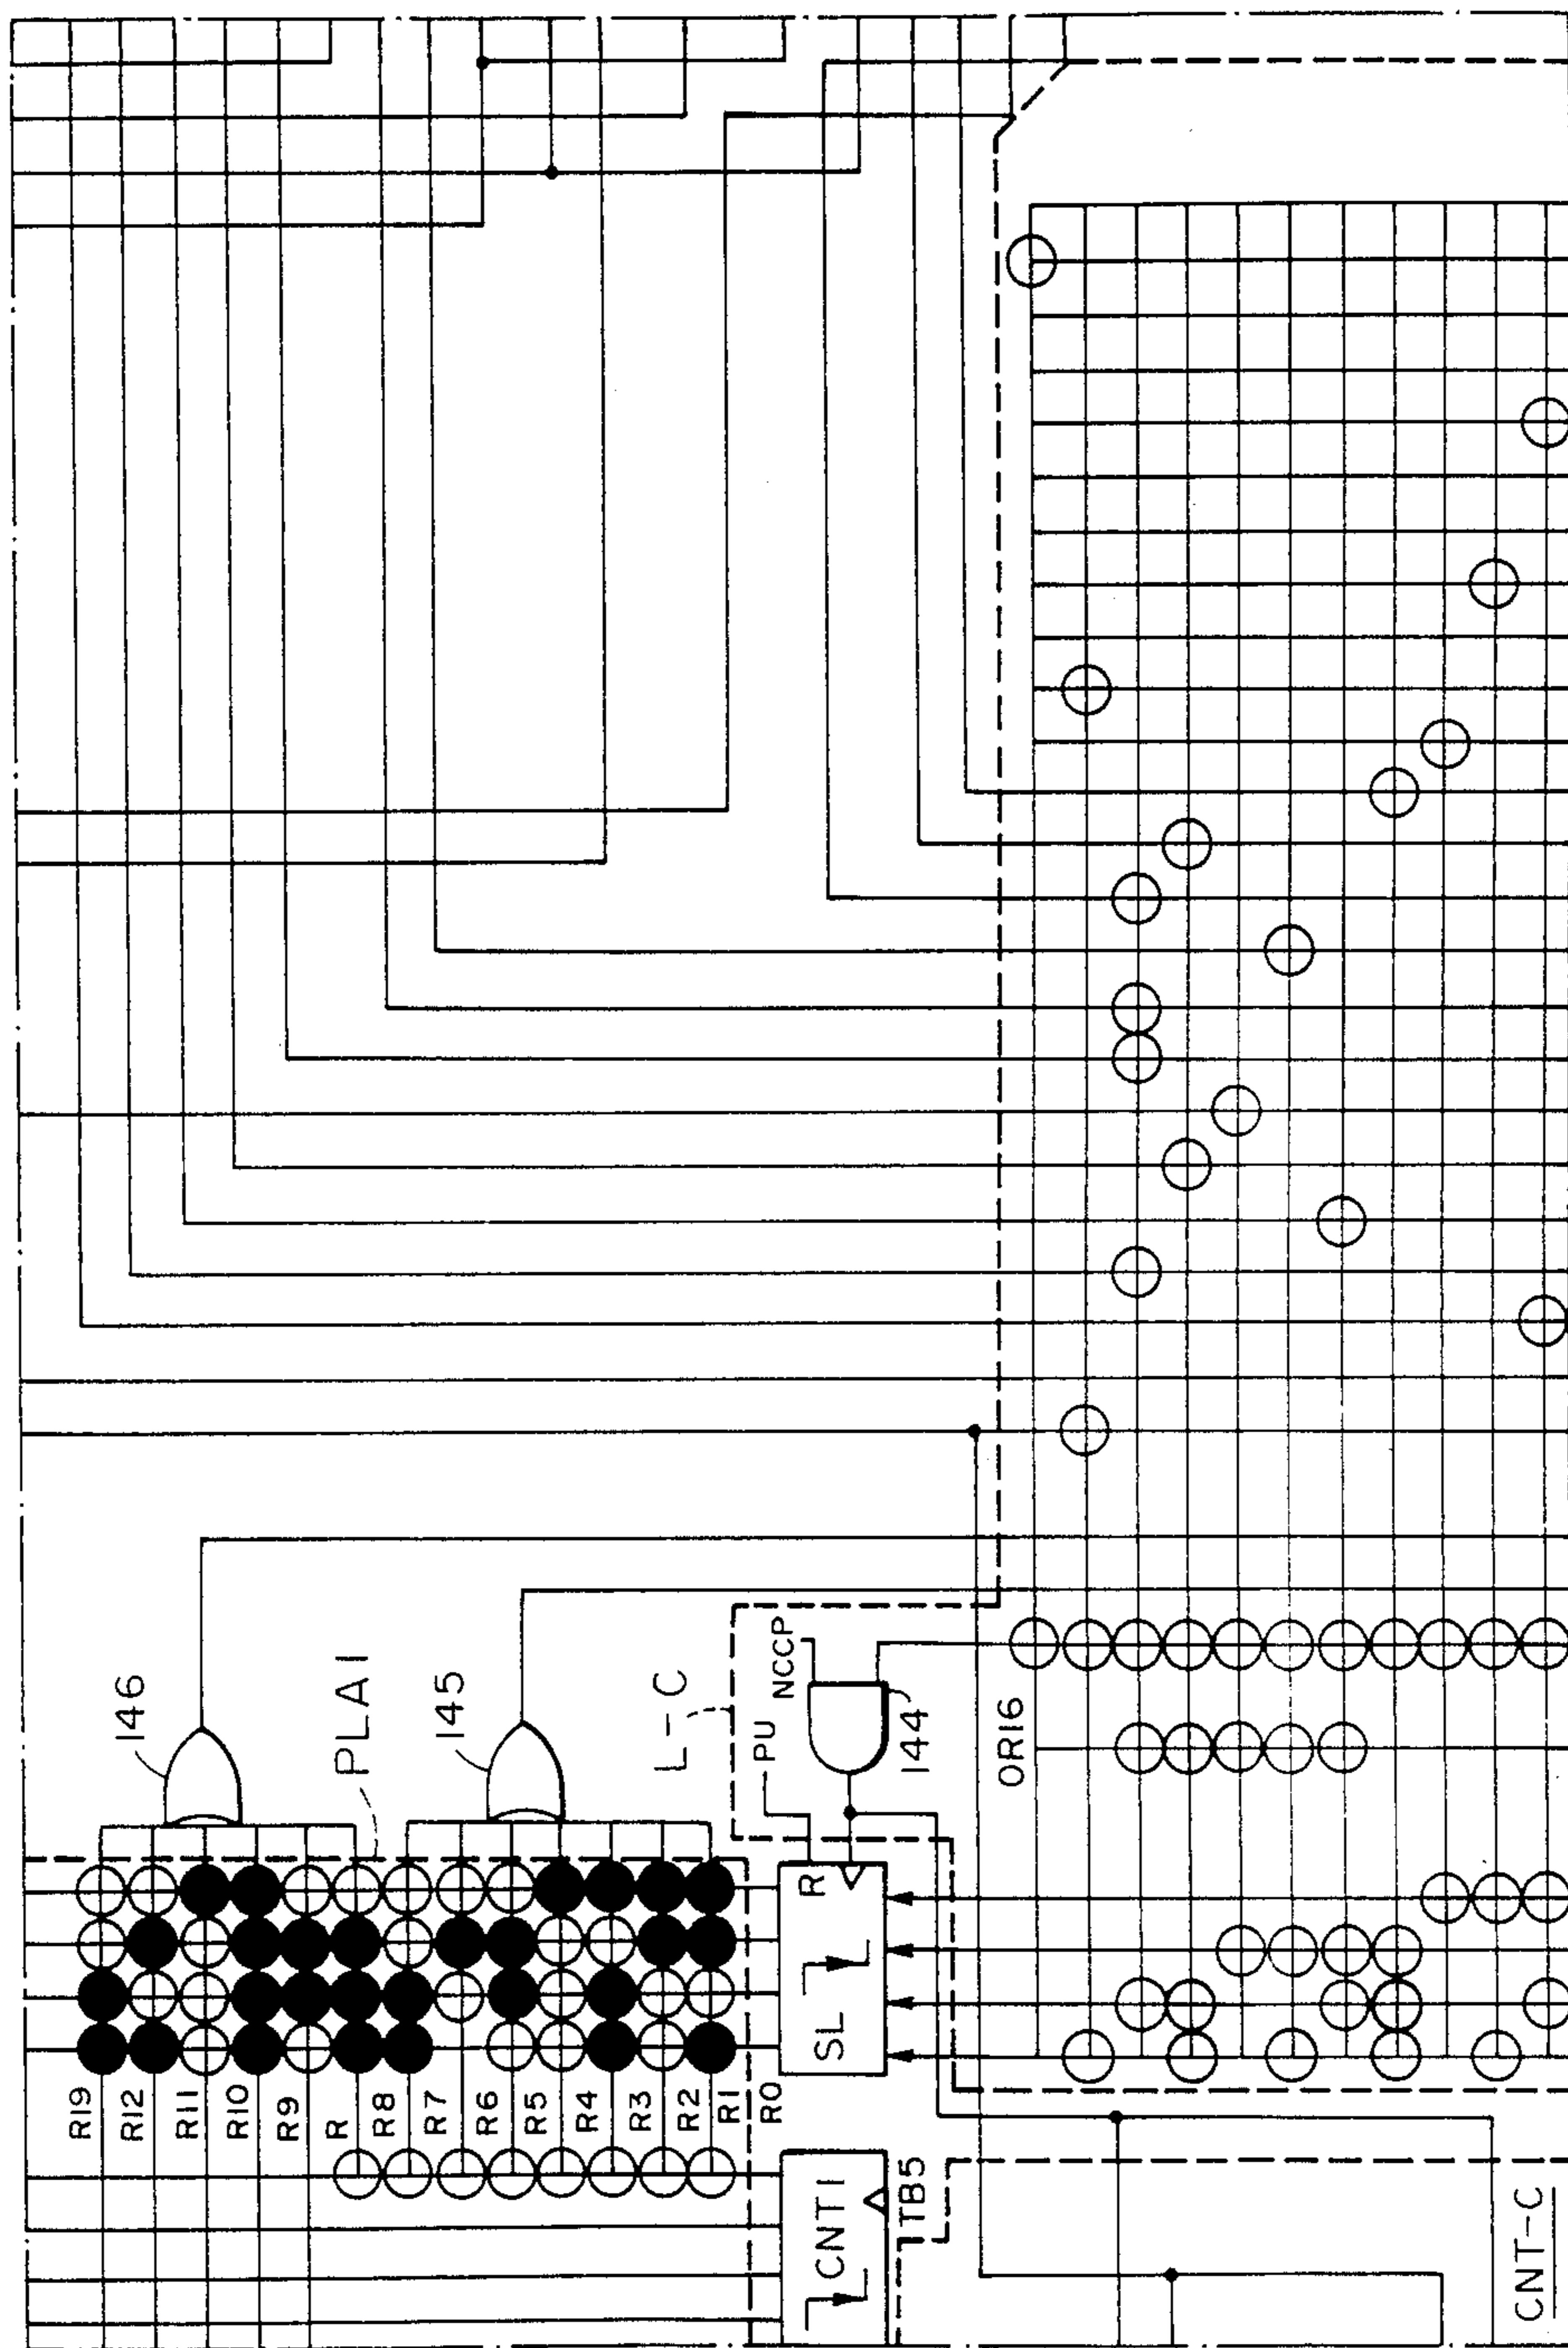 146
PLA1
145
L-C
NCCP
PU
144
OR16
R
SL
R19
R12
R11
R10
R9
R
R8
R7
R6
R5
R4
R3
R2
R1
R0
CNT1
TB5
CNT-C